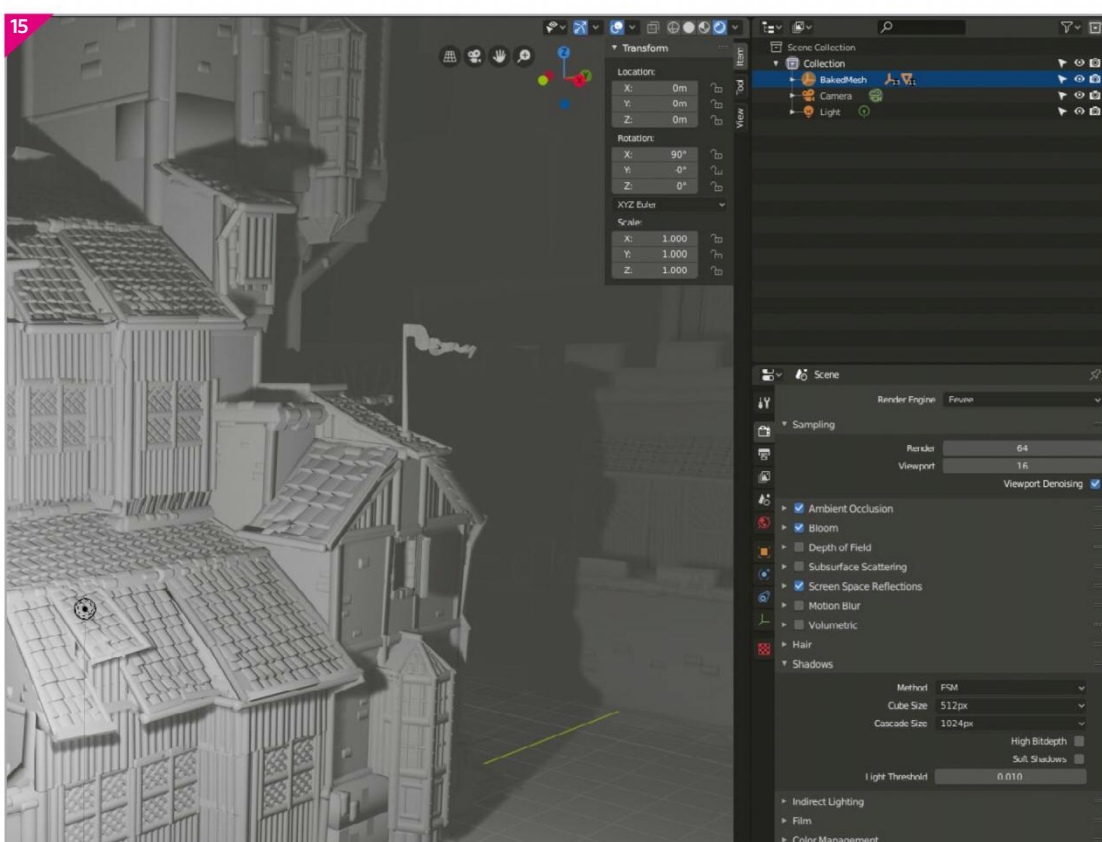 15
Transform
Location:
X: 0m
Y: 0m
Z: 0m
Rotation:
X: 90°
Y: -0°
Z: 0°
XYZ Euler
Scale:
X: 1.000
Y: 1.000
Z: 1.000
Item
Tool
View
Scene Collection
Collection
BakedMesh
Camera
Light
Scene
Render Engine Eevee
Sampling
Render 64
Viewport 16
Viewport Denoising
Ambient Occlusion
Bloom
Depth of Field
Subsurface Scattering
Screen Space Reflections
Motion Blur
Volumetric
Hair
Shadows
Method ESM
Cube Size 512px
Cascade Size 1024px
High Bitdepth
Soft Shadows
Light Threshold 0.010
Indirect Lighting
Film
Color Management